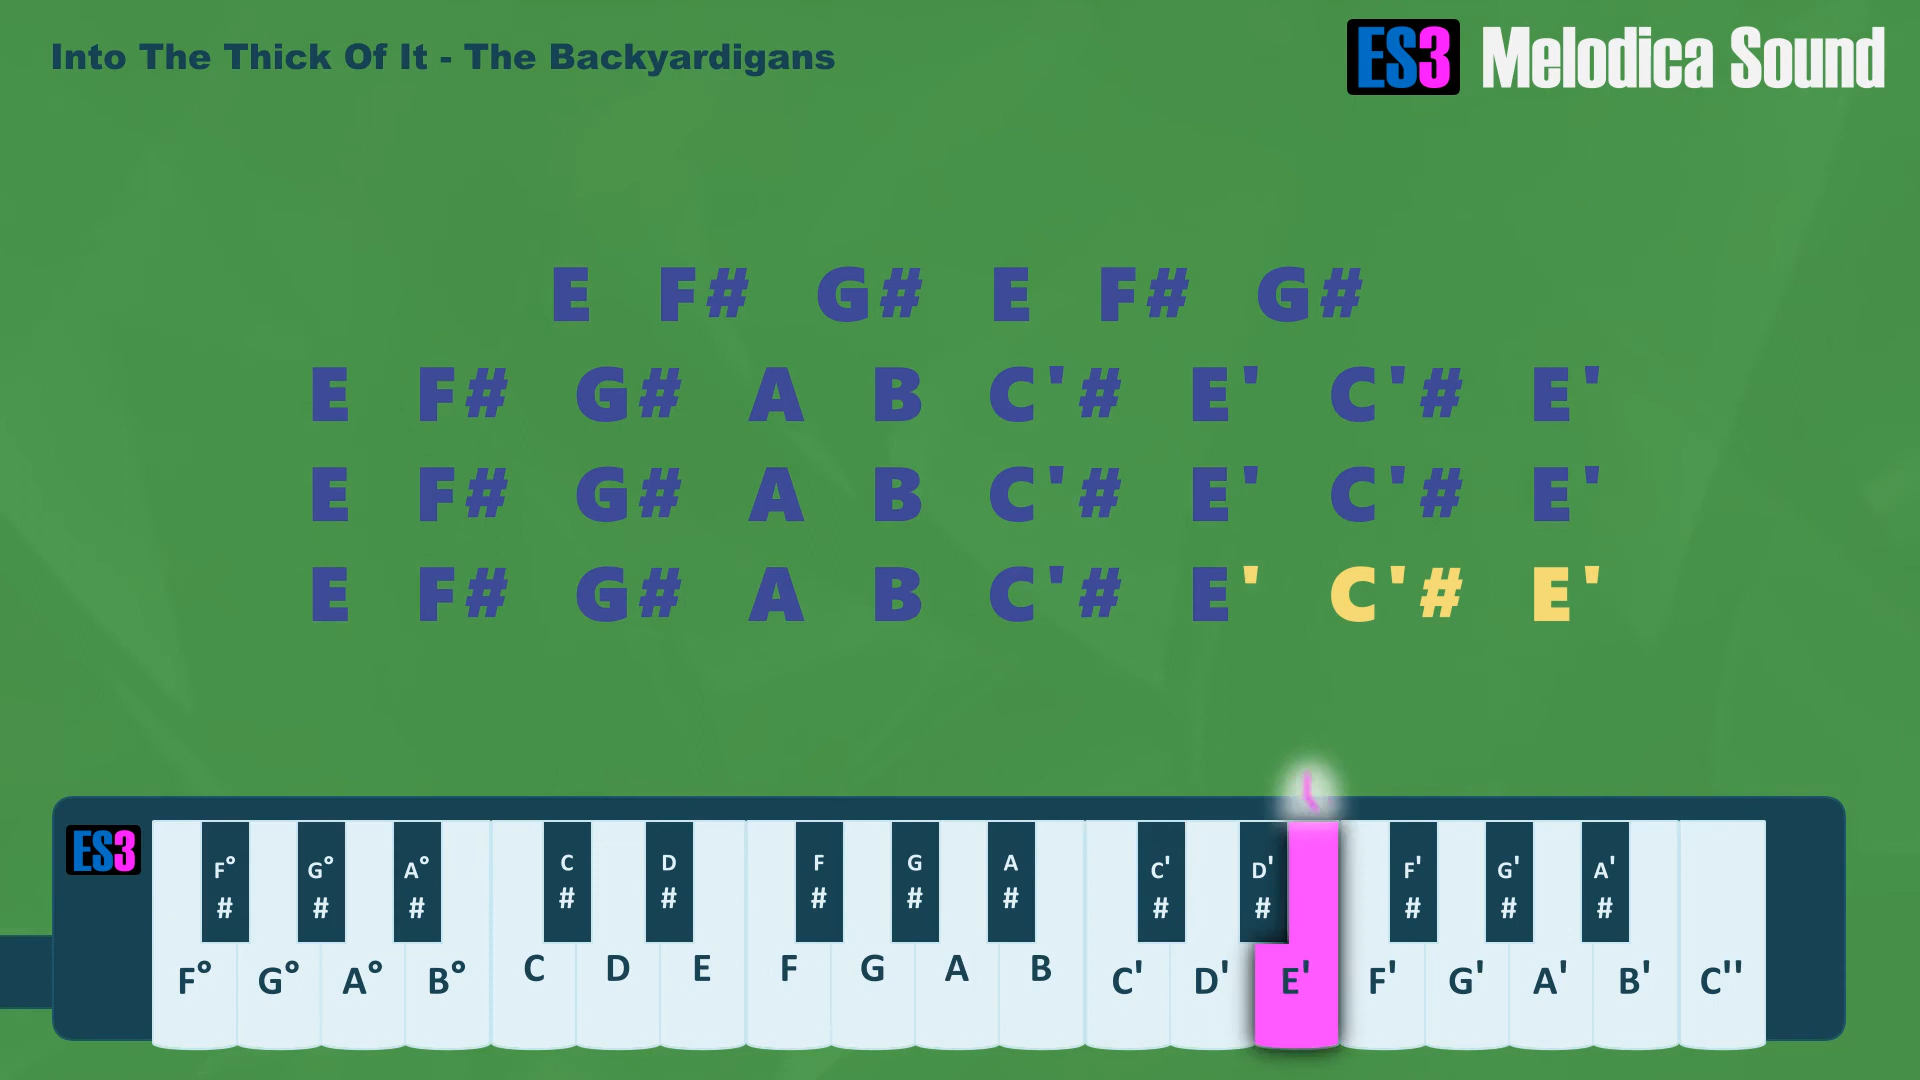 Into The Thick Of It - The Backyardigans
ES3 Melodica Sound
E F# G# E F# G#
E F# G# A B C'# E' C'# E'
E F# G# A B C'# E' C'# E'
E F# G# A B C'# E' C'# E'
ES3
F°# G°# A°# C# D# F# G# A# C'# D'# F'# G'# A'#
F° G° A° B° C D E F G A B C' D' E' F' G' A' B' C''